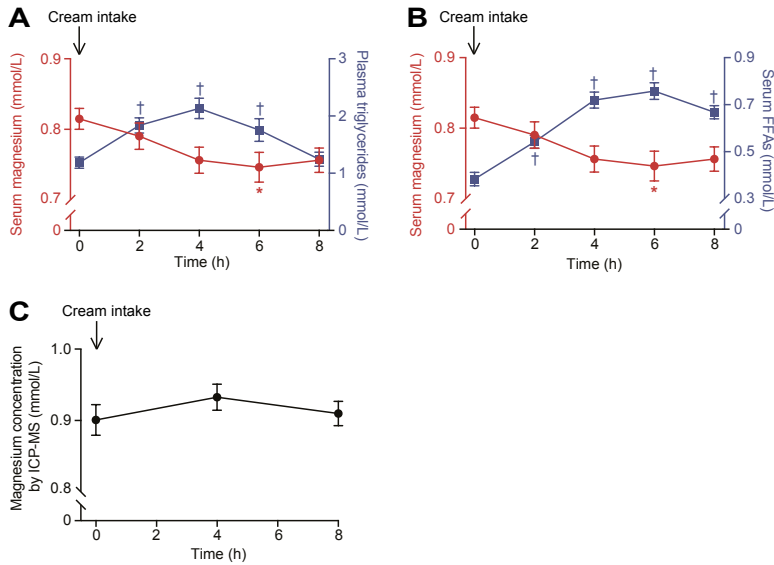 A
Cream intake
Serum magnesium (mmol/L)
0.9
0.8
0.7
0
Plasma triglycerides (mmol/L)
3
2
1
0
†
†
†
*
0 2 4 6 8
Time (h)
B
Cream intake
Serum magnesium (mmol/L)
0.9
0.8
0.7
0
Serum FFAs (mmol/L)
0.9
0.7
0.5
0.3
0
†
†
†
†
*
0 2 4 6 8
Time (h)
C
Cream intake
Magnesium concentration
by ICP-MS (mmol/L)
1.0
0.9
0.8
0
0 2 4 6 8
Time (h)